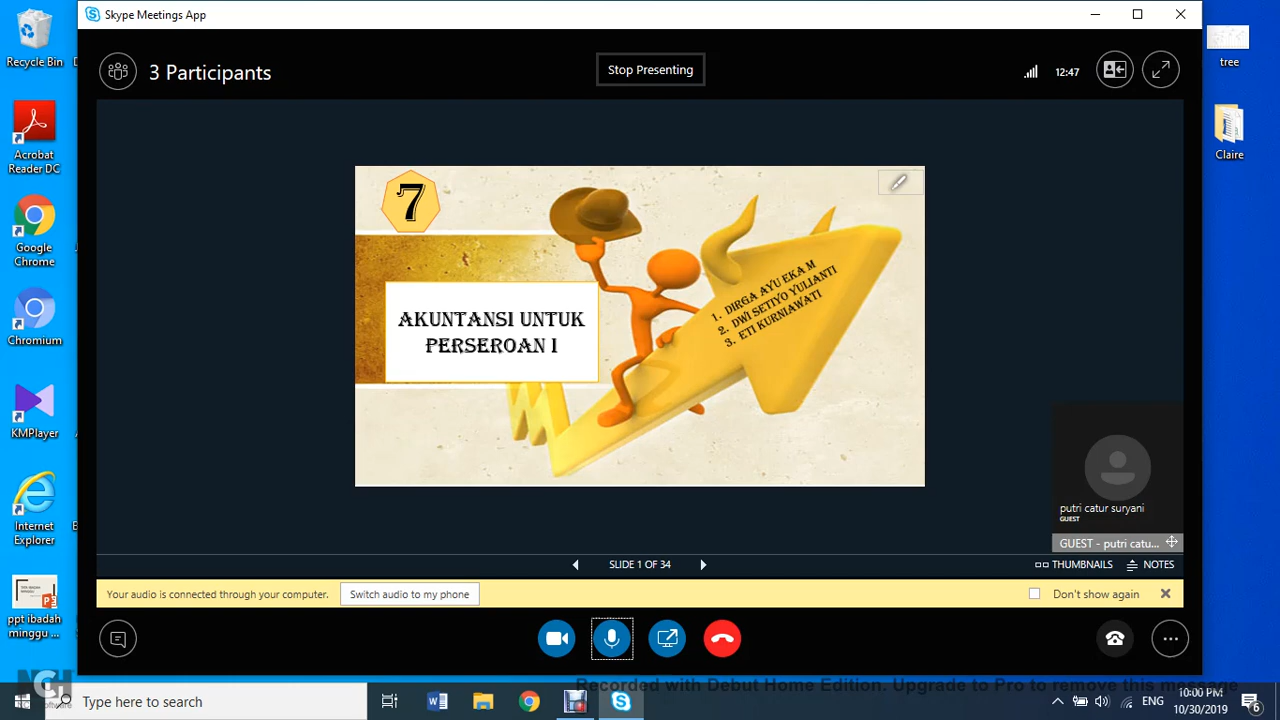 Skype Meetings App
3 Participants
Stop Presenting
12:47
Recycle Bin
Acrobat
Reader DC
Google
Chrome
Chromium
KMPlayer
Internet
Explorer
ppt ibadah
minggu ...
tree
Claire
7
AKUNTANSI UNTUK
PERSEROAN I
1. DIRGA AYU EKA M
2. DWI SETIYO YULIANTI
3. ETI KURNIAWATI
putri catur suryani
GUEST
GUEST - putri catu...
SLIDE 1 OF 34
THUMBNAILS
NOTES
Your audio is connected through your computer.
Switch audio to my phone
Don't show again
Recorded with Debut Home Edition. Upgrade to Pro to remove this message
NCH
Software
Type here to search
ENG
10:00 PM
10/30/2019
6